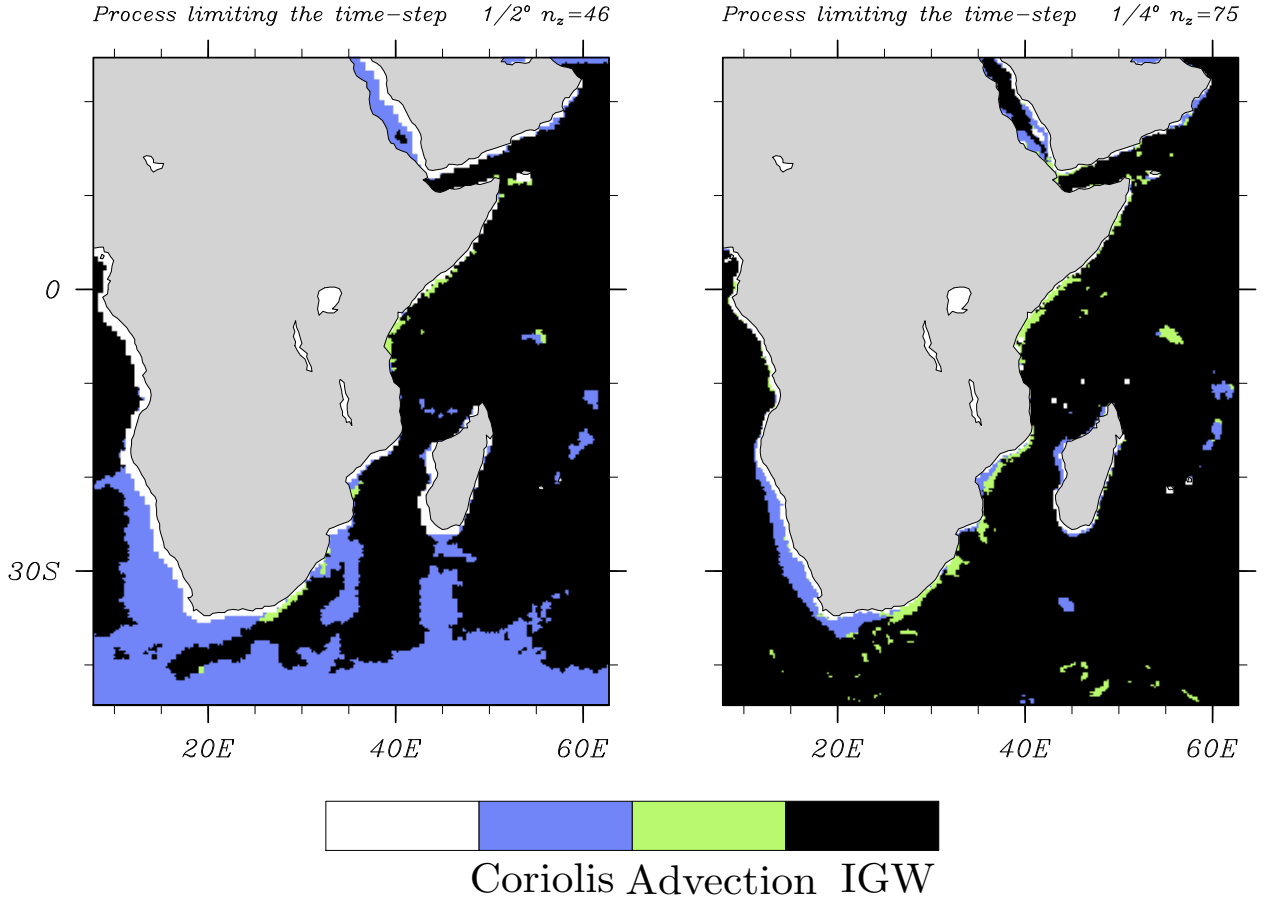 Process limiting the time-step 1/2° n_z=46
Process limiting the time-step 1/4° n_z=75
0
30S
20E 40E 60E
20E 40E 60E
Coriolis Advection IGW